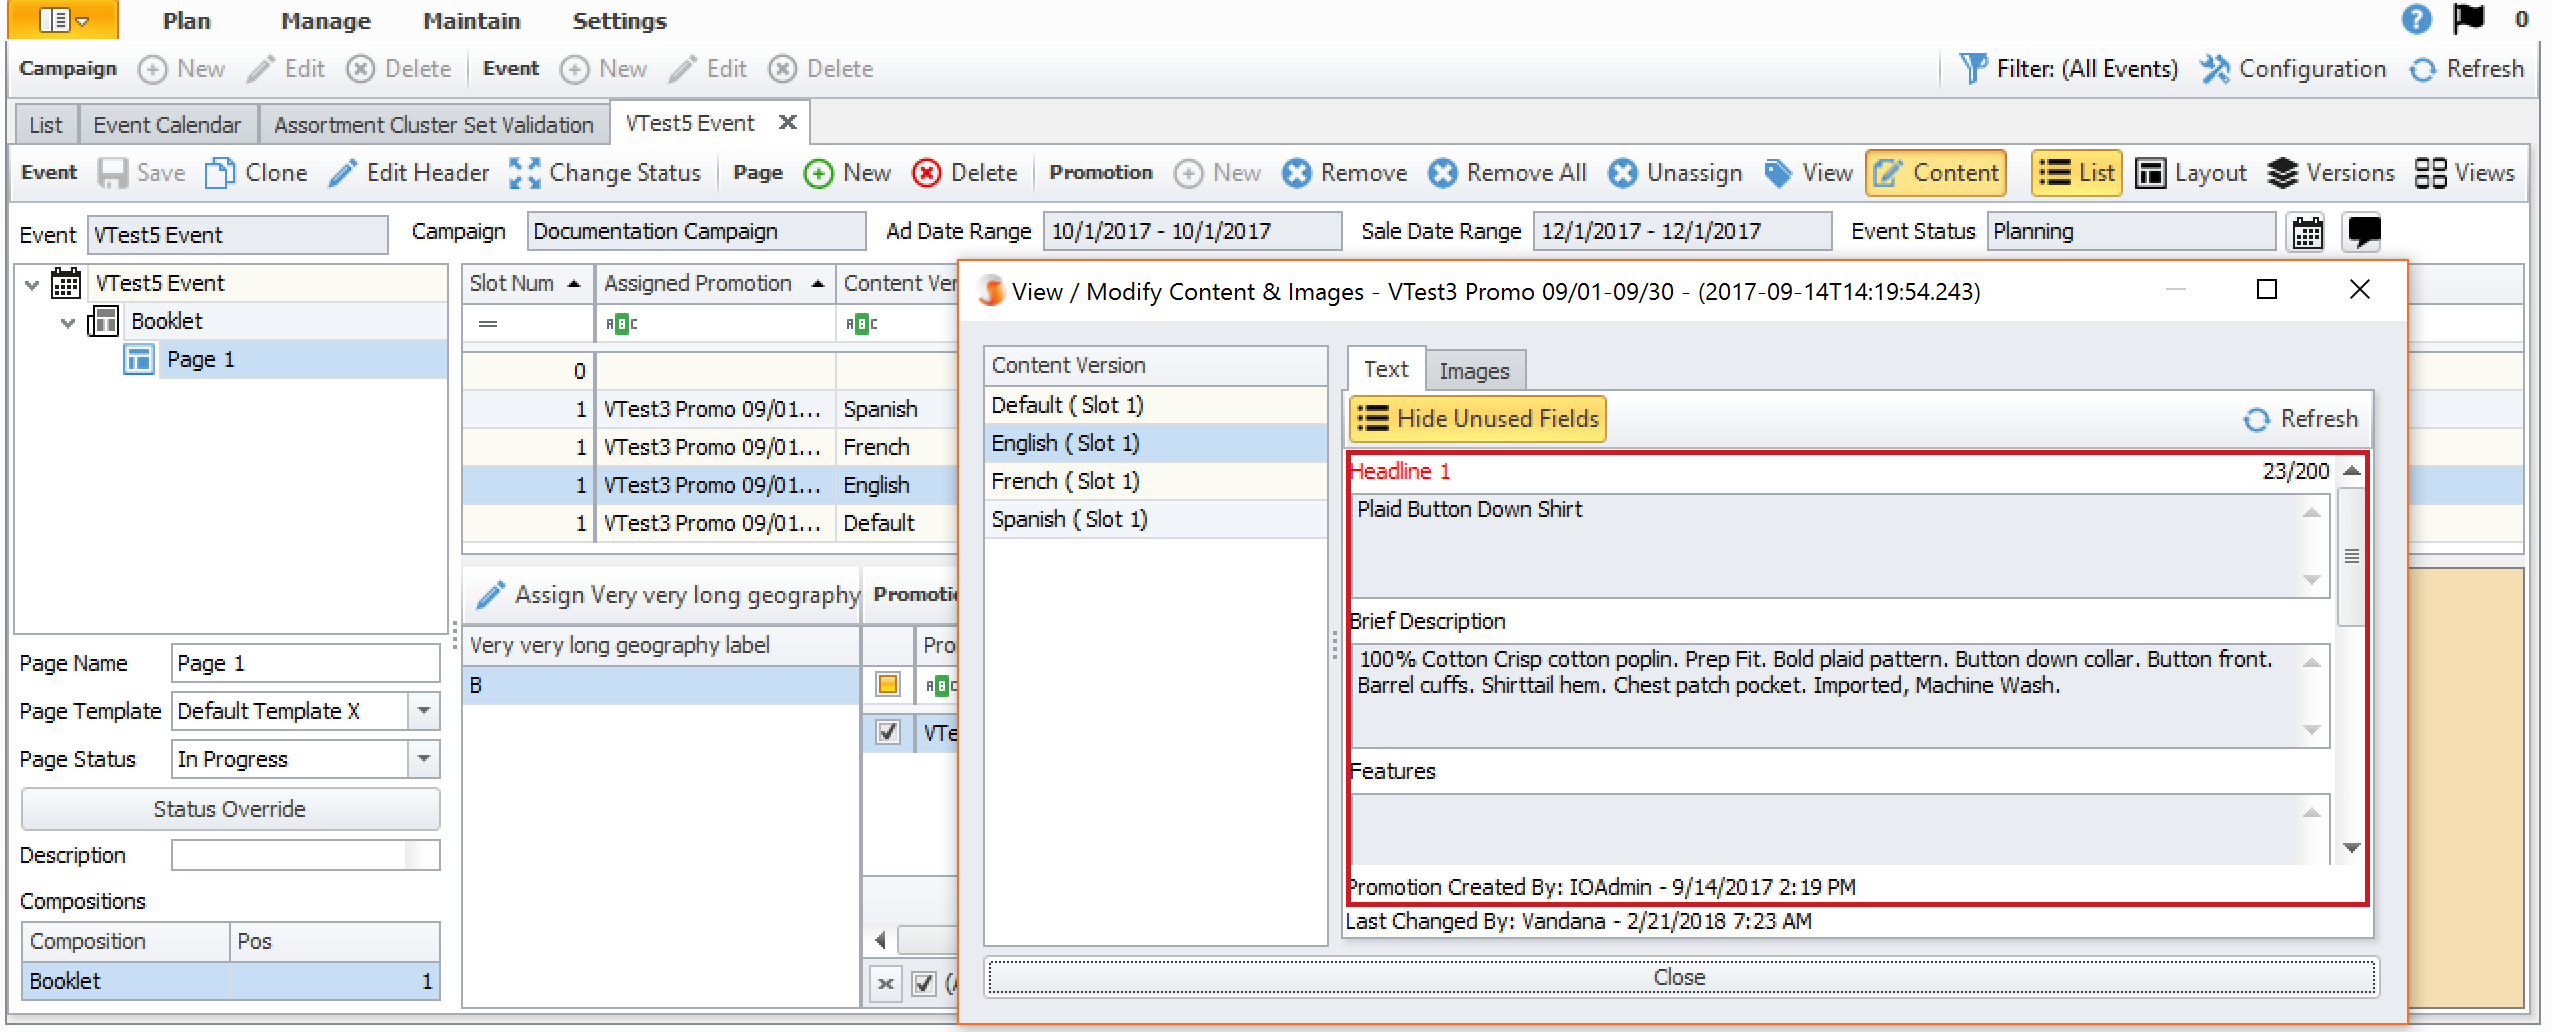 Plan Manage Maintain Settings ? 0
Campaign New Edit Delete Event New Edit Delete Filter: (All Events) Configuration Refresh
List Event Calendar Assortment Cluster Set Validation VTest5 Event
Event Save Clone Edit Header Change Status Page New Delete Promotion New Remove Remove All Unassign View Content List Layout Versions Views
Event VTest5 Event Campaign Documentation Campaign Ad Date Range 10/1/2017 - 10/1/2017 Sale Date Range 12/1/2017 - 12/1/2017 Event Status Planning
VTest5 Event
Booklet
Page 1
Page Name Page 1
Page Template Default Template X
Page Status In Progress
Status Override
Description
Compositions
Composition Pos
Booklet 1
Slot Num Assigned Promotion Content Ver
= ABC ABC
0
1 VTest3 Promo 09/01... Spanish
1 VTest3 Promo 09/01... French
1 VTest3 Promo 09/01... English
1 VTest3 Promo 09/01... Default
Assign Very very long geography Promoti
Very very long geography label Pro
B ABC
VTe
View / Modify Content & Images - VTest3 Promo 09/01-09/30 - (2017-09-14T14:19:54.243)
Content Version
Default ( Slot 1)
English ( Slot 1)
French ( Slot 1)
Spanish ( Slot 1)
Text Images
Hide Unused Fields Refresh
Headline 1 23/200
Plaid Button Down Shirt
Brief Description
100% Cotton Crisp cotton poplin. Prep Fit. Bold plaid pattern. Button down collar. Button front.
Barrel cuffs. Shirttail hem. Chest patch pocket. Imported, Machine Wash.
Features
Promotion Created By: IOAdmin - 9/14/2017 2:19 PM
Last Changed By: Vandana - 2/21/2018 7:23 AM
Close